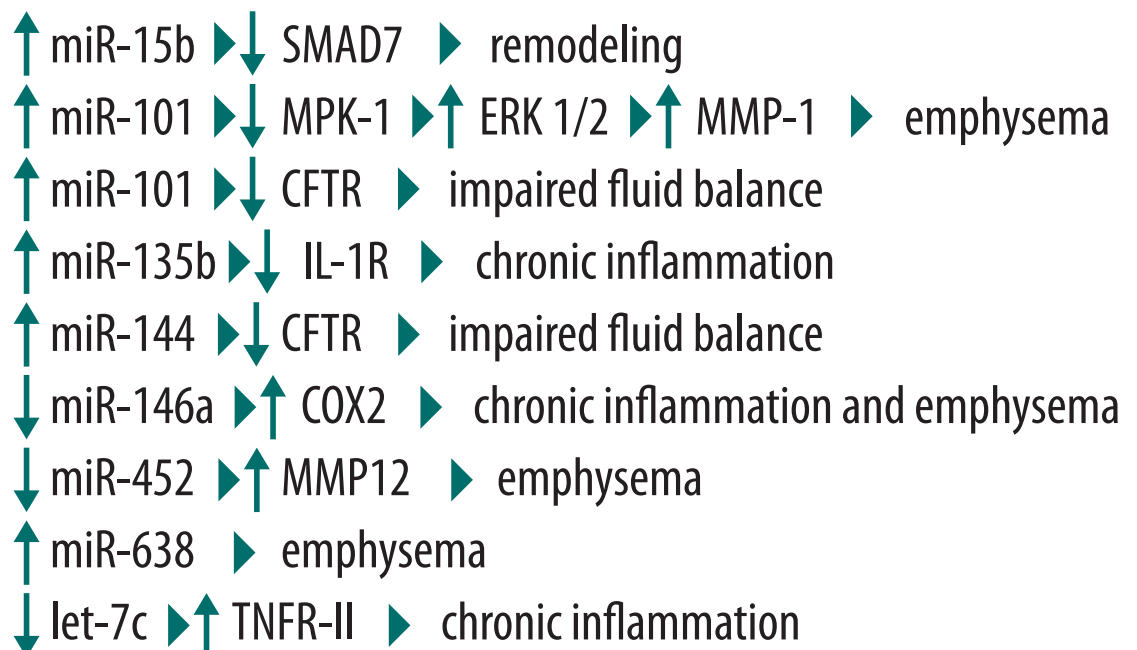 ↑ miR-15b ▶ ↓ SMAD7 ▶ remodeling
↑ miR-101 ▶ ↓ MPK-1 ▶ ↑ ERK 1/2 ▶ ↑ MMP-1 ▶ emphysema
↑ miR-101 ▶ ↓ CFTR ▶ impaired fluid balance
↑ miR-135b ▶ ↓ IL-1R ▶ chronic inflammation
↑ miR-144 ▶ ↓ CFTR ▶ impaired fluid balance
↓ miR-146a ▶ ↑ COX2 ▶ chronic inflammation and emphysema
↓ miR-452 ▶ ↑ MMP12 ▶ emphysema
↑ miR-638 ▶ emphysema
↓ let-7c ▶ ↑ TNFR-II ▶ chronic inflammation